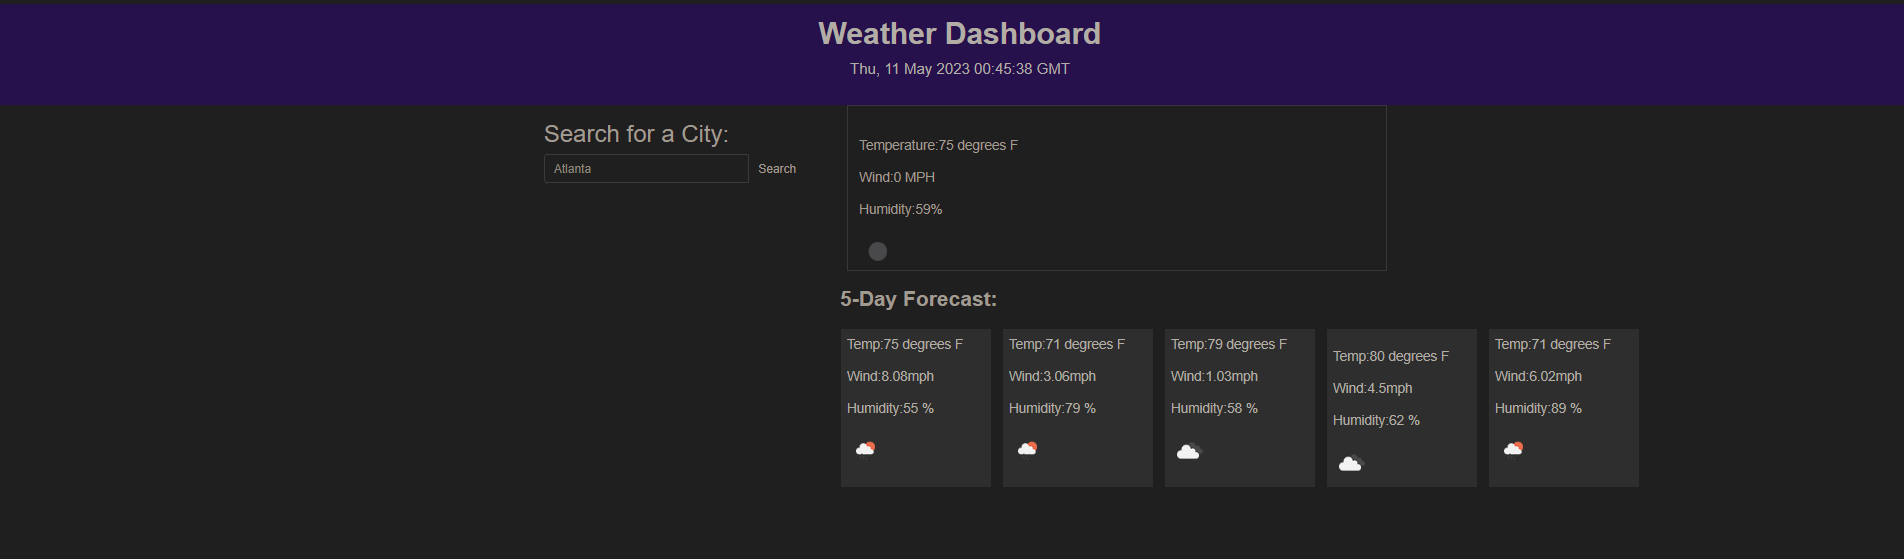 Weather Dashboard
Thu, 11 May 2023 00:45:38 GMT
Search for a City:
Atlanta
Search
Temperature:75 degrees F
Wind:0 MPH
Humidity:59%
5-Day Forecast:
Temp:75 degrees F
Wind:8.08mph
Humidity:55 %
Temp:71 degrees F
Wind:3.06mph
Humidity:79 %
Temp:79 degrees F
Wind:1.03mph
Humidity:58 %
Temp:80 degrees F
Wind:4.5mph
Humidity:62 %
Temp:71 degrees F
Wind:6.02mph
Humidity:89 %